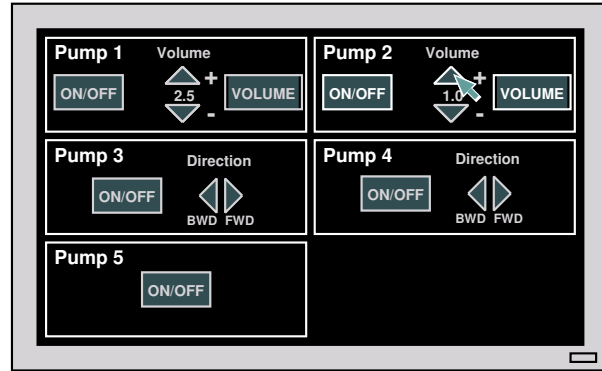 Pump 1
Volume
+
ON/OFF
2.5
VOLUME
-
Pump 2
Volume
+
ON/OFF
1.0
VOLUME
-
Pump 3
Direction
ON/OFF
BWD FWD
Pump 4
Direction
ON/OFF
BWD FWD
Pump 5
ON/OFF